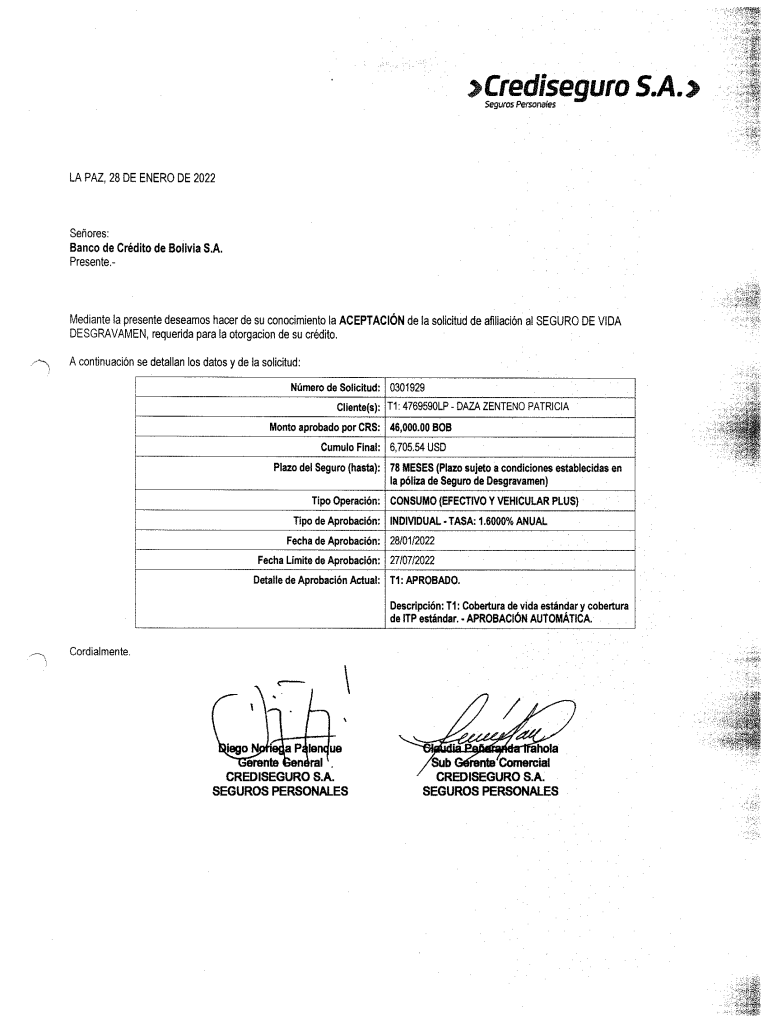 Crediseguro S.A.
Seguros Personales
LA PAZ, 28 DE ENERO DE 2022
Señores:
Banco de Crédito de Bolivia S.A.
Presente.-
Mediante la presente deseamos hacer de su conocimiento la ACEPTACIÓN de la solicitud de afiliación al SEGURO DE VIDA
DESGRAVAMEN, requerida para la otorgacion de su crédito.
A continuación se detallan los datos y de la solicitud:
Número de Solicitud: 0301929
Cliente(s): T1: 4769590LP - DAZA ZENTENO PATRICIA
Monto aprobado por CRS: 46,000.00 BOB
Cumulo Final: 6,705.54 USD
Plazo del Seguro (hasta): 78 MESES (Plazo sujeto a condiciones establecidas en
la póliza de Seguro de Desgravamen)
Tipo Operación: CONSUMO (EFECTIVO Y VEHICULAR PLUS)
Tipo de Aprobación: INDIVIDUAL - TASA: 1.6000% ANUAL
Fecha de Aprobación: 28/01/2022
Fecha Límite de Aprobación: 27/07/2022
Detalle de Aprobación Actual: T1: APROBADO.
Descripción: T1: Cobertura de vida estándar y cobertura
de ITP estándar. - APROBACIÓN AUTOMÁTICA.
Cordialmente.
Diego Noriega Palenque
Gerente General
CREDISEGURO S.A.
SEGUROS PERSONALES
Claudia Peñaranda Irahola
Sub Gerente Comercial
CREDISEGURO S.A.
SEGUROS PERSONALES